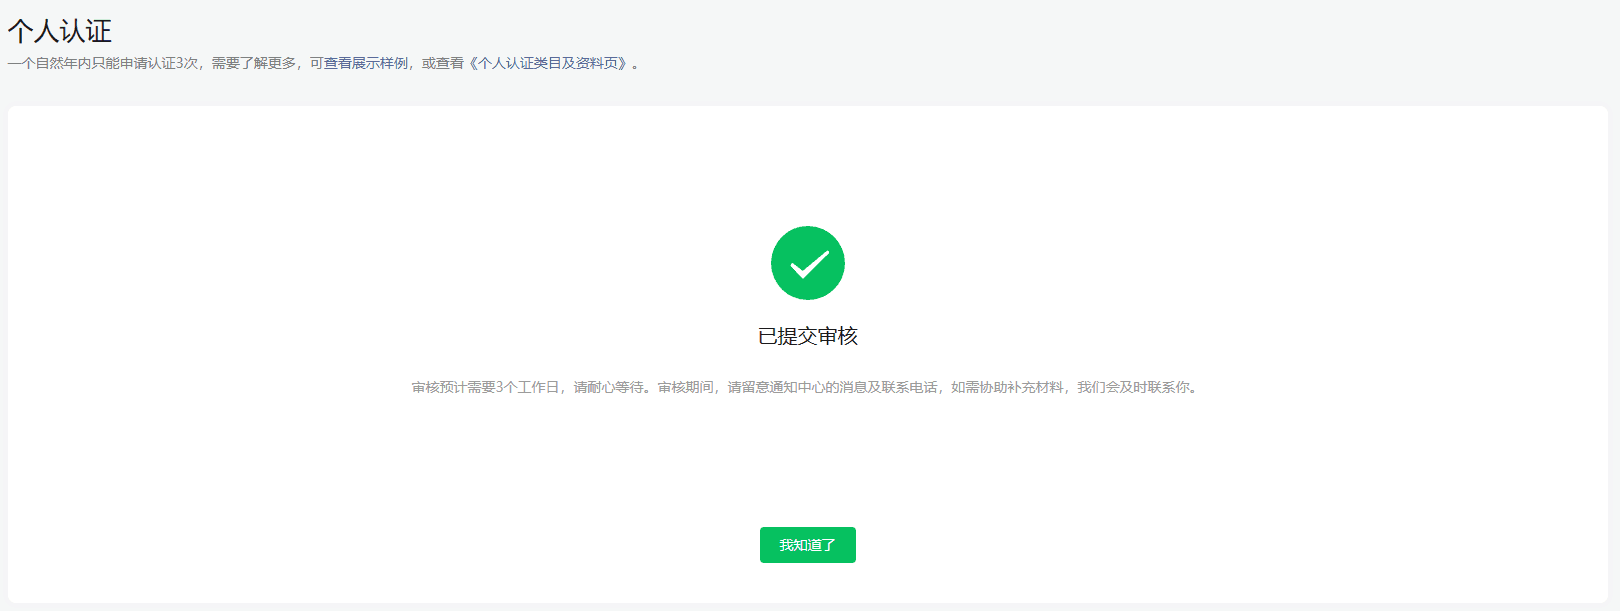 个人认证
一个自然年内只能申请认证3次，需要了解更多，可查看展示样例，或查看《个人认证类目及资料页》。
已提交审核
审核预计需要3个工作日，请耐心等待。审核期间，请留意通知中心的消息及联系电话，如需协助补充材料，我们会及时联系你。
我知道了